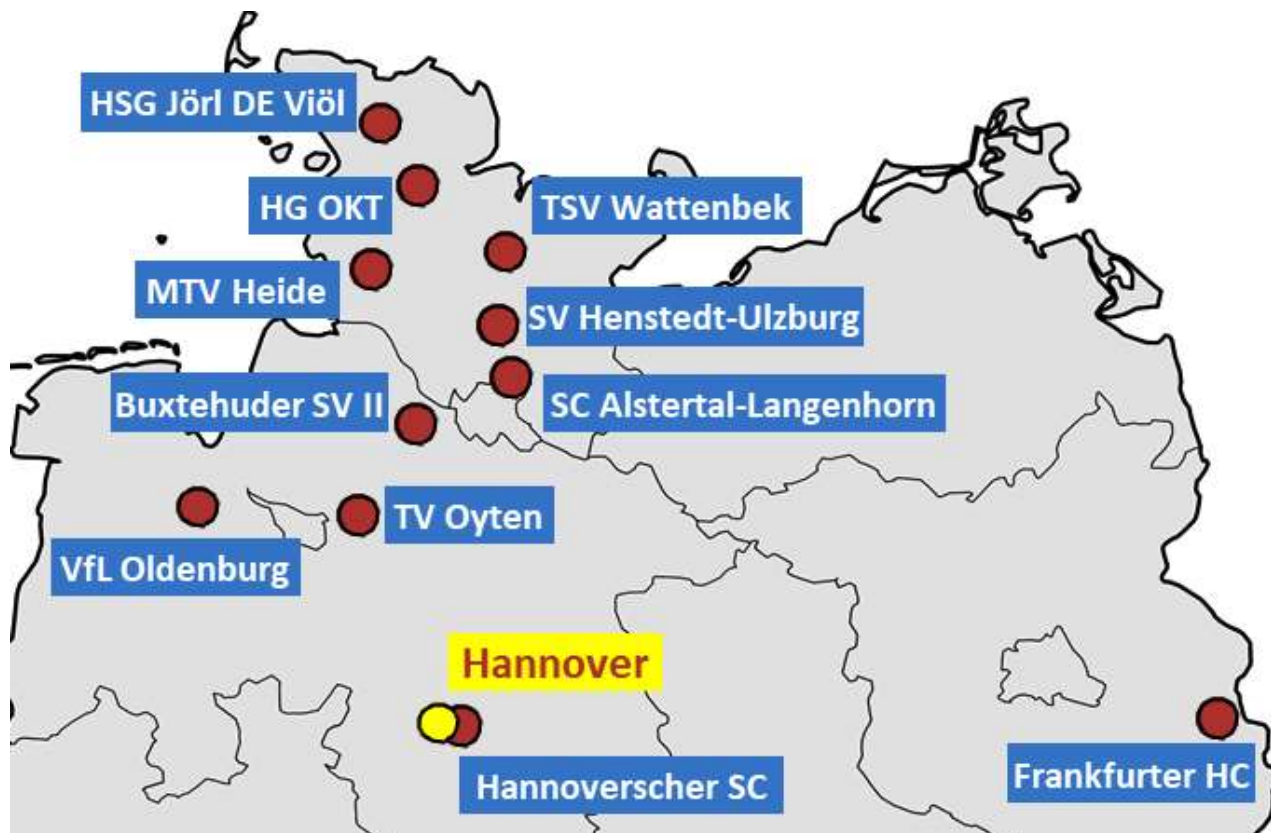 HSG Jörl DE Viöl
HG OKT
TSV Wattenbek
MTV Heide
SV Henstedt-Ulzburg
Buxtehuder SV II
SC Alstertal-Langenhorn
TV Oyten
VfL Oldenburg
Hannover
Hannoverscher SC
Frankfurter HC